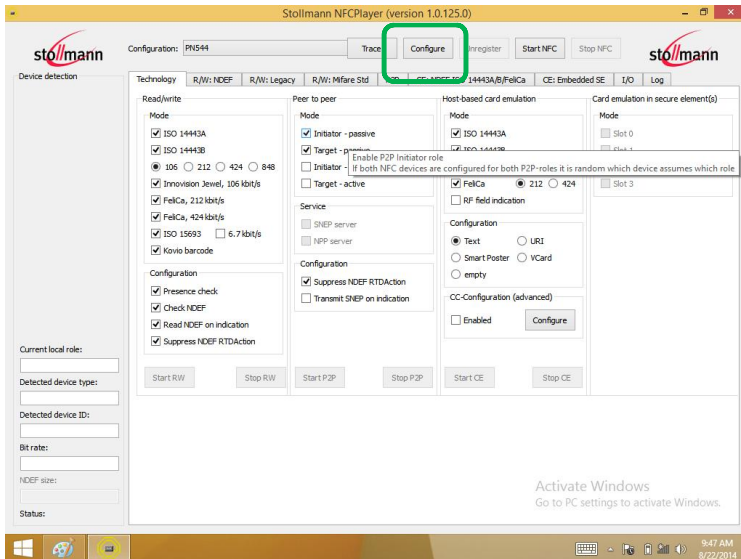 Stollmann NFCPlayer (version 1.0.125.0)
stollmann
Configuration: PN544 Trace Configure Unregister Start NFC Stop NFC
stollmann
Device detection
Technology R/W: NDEF R/W: Legacy R/W: Mifare Std P2P CE: NDEF ISO 14443A/B/FeliCa CE: Embedded SE I/O Log
Read/write
Mode
ISO 14443A
ISO 14443B
106 212 424 848
Innovision Jewel, 106 kbit/s
FeliCa, 212 kbit/s
FeliCa, 424 kbit/s
ISO 15693 6.7 kbit/s
Kovio barcode
Configuration
Presence check
Check NDEF
Read NDEF on indication
Suppress NDEF RTDAction
Start RW Stop RW
Peer to peer
Mode
Initiator - passive
Target - passive
Initiator -
Target - active
Enable P2P Initiator role
If both NFC devices are configured for both P2P-roles it is random which device assumes which role
Service
SNEP server
NPP server
Configuration
Suppress NDEF RTDAction
Transmit SNEP on indication
Start P2P Stop P2P
Host-based card emulation
Mode
ISO 14443A
FeliCa 212 424
RF field indication
Configuration
Text URI
Smart Poster VCard
empty
CC-Configuration (advanced)
Enabled Configure
Start CE Stop CE
Card emulation in secure element(s)
Mode
Slot 0
Slot 1
Slot 3
Current local role:
Detected device type:
Detected device ID:
Bit rate:
NDEF size:
Status:
Activate Windows
Go to PC settings to activate Windows.
9:47 AM
8/22/2014